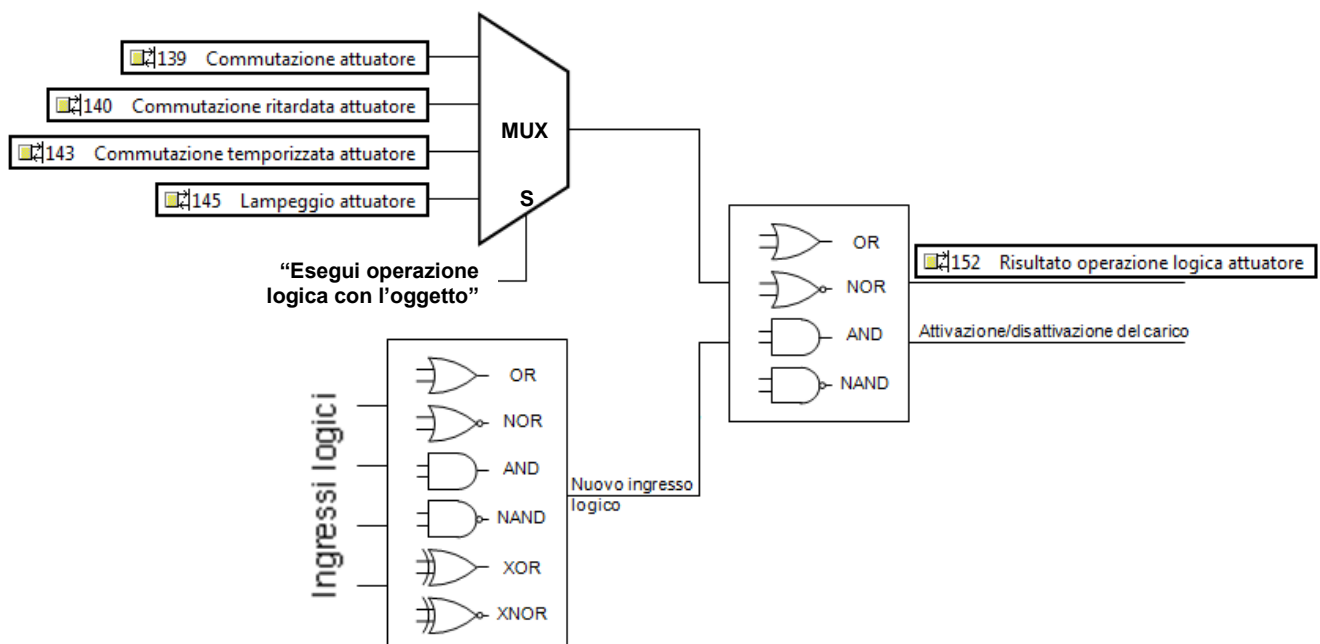 139 Commutazione attuatore
140 Commutazione ritardata attuatore
143 Commutazione temporizzata attuatore
145 Lampeggio attuatore
MUX
S
“Esegui operazione
logica con l’oggetto”
OR
NOR
AND
NAND
152 Risultato operazione logica attuatore
Attivazione/disattivazione del carico
Ingressi logici
OR
NOR
AND
NAND
XOR
XNOR
Nuovo ingresso
logico